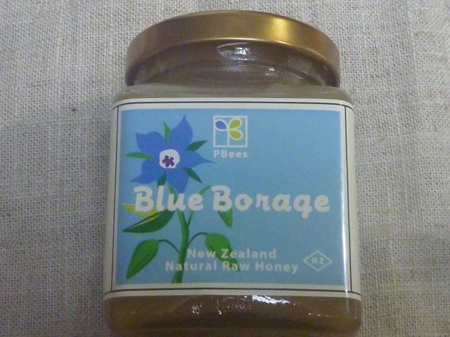 PBees
Blue Borage
New Zealand
Natural Raw Honey
NZ